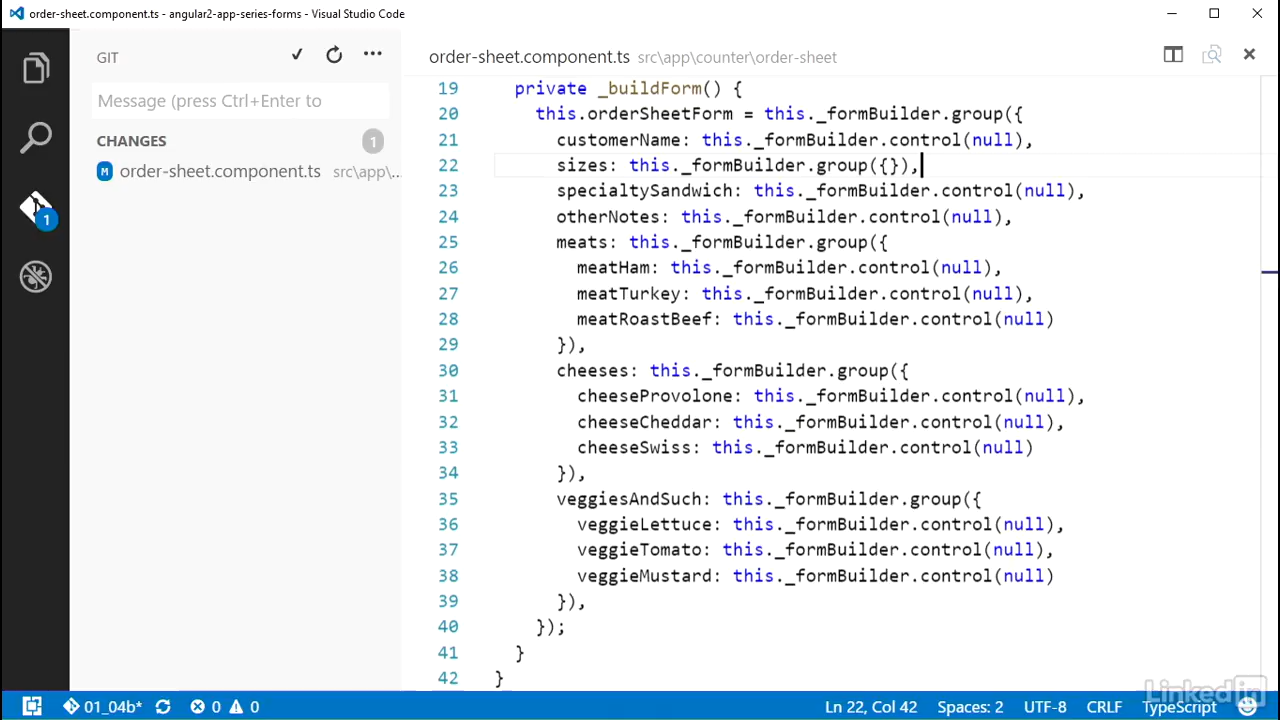 order-sheet.component.ts - angular2-app-series-forms - Visual Studio Code
GIT
Message (press Ctrl+Enter to
CHANGES
1
M order-sheet.component.ts src\app\...
1
order-sheet.component.ts src\app\counter\order-sheet
19 private _buildForm() {
20 this.orderSheetForm = this._formBuilder.group({
21 customerName: this._formBuilder.control(null),
22 sizes: this._formBuilder.group({}),
23 specialtySandwich: this._formBuilder.control(null),
24 otherNotes: this._formBuilder.control(null),
25 meats: this._formBuilder.group({
26 meatHam: this._formBuilder.control(null),
27 meatTurkey: this._formBuilder.control(null),
28 meatRoastBeef: this._formBuilder.control(null)
29 }),
30 cheeses: this._formBuilder.group({
31 cheeseProvolone: this._formBuilder.control(null),
32 cheeseCheddar: this._formBuilder.control(null),
33 cheeseSwiss: this._formBuilder.control(null)
34 }),
35 veggiesAndSuch: this._formBuilder.group({
36 veggieLettuce: this._formBuilder.control(null),
37 veggieTomato: this._formBuilder.control(null),
38 veggieMustard: this._formBuilder.control(null)
39 }),
40 });
41 }
42 }
LinkedIn
01_04b* 0 0 Ln 22, Col 42 Spaces: 2 UTF-8 CRLF TypeScript